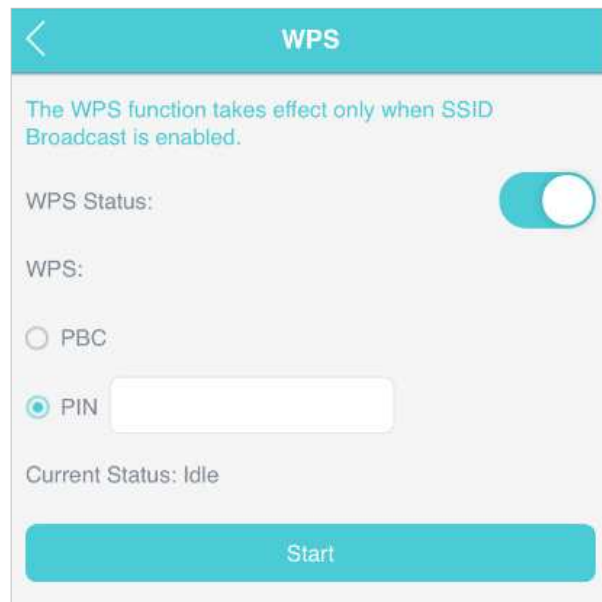 WPS
The WPS function takes effect only when SSID
Broadcast is enabled.
WPS Status:
WPS:
PBC
PIN
Current Status: Idle
Start